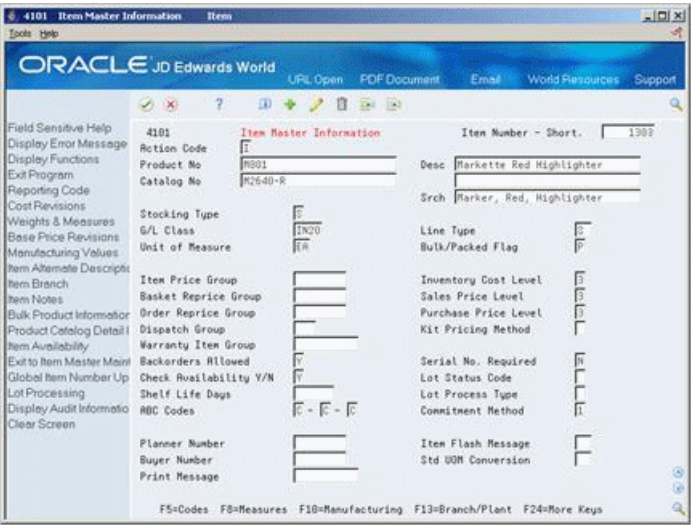 4101 Item Master Information Item
Tools Help
ORACLE JD Edwards World
URL Open PDF Document Email World Resources Support
Field Sensitive Help
Display Error Message
Display Functions
Exit Program
Reporting Code
Cost Revisions
Weights & Measures
Base Price Revisions
Manufacturing Values
Item Alternate Descriptio
Item Branch
Item Notes
Bulk Product Information
Product Catalog Detail I
Item Availability
Exit to Item Master Maint
Global Item Number Up
Lot Processing
Display Audit Informatio
Clear Screen
4101 Item Master Information Item Number - Short. 1303
Action Code I
Product No M801 Desc Markette Red Highlighter
Catalog No M2640-R
Srch Marker, Red, Highlighter
Stocking Type S
G/L Class IN20 Line Type S
Unit of Measure EA Bulk/Packed Flag P
Item Price Group Inventory Cost Level 3
Basket Reprice Group Sales Price Level 3
Order Reprice Group Purchase Price Level 3
Dispatch Group Kit Pricing Method
Warranty Item Group
Backorders Allowed Y Serial No. Required N
Check Availability Y/N Y Lot Status Code
Shelf Life Days Lot Process Type
ABC Codes C - C - C Commitment Method 1
Planner Number Item Flash Message
Buyer Number Std UOM Conversion
Print Message
F5=Codes F8=Measures F10=Manufacturing F13=Branch/Plant F24=More Keys